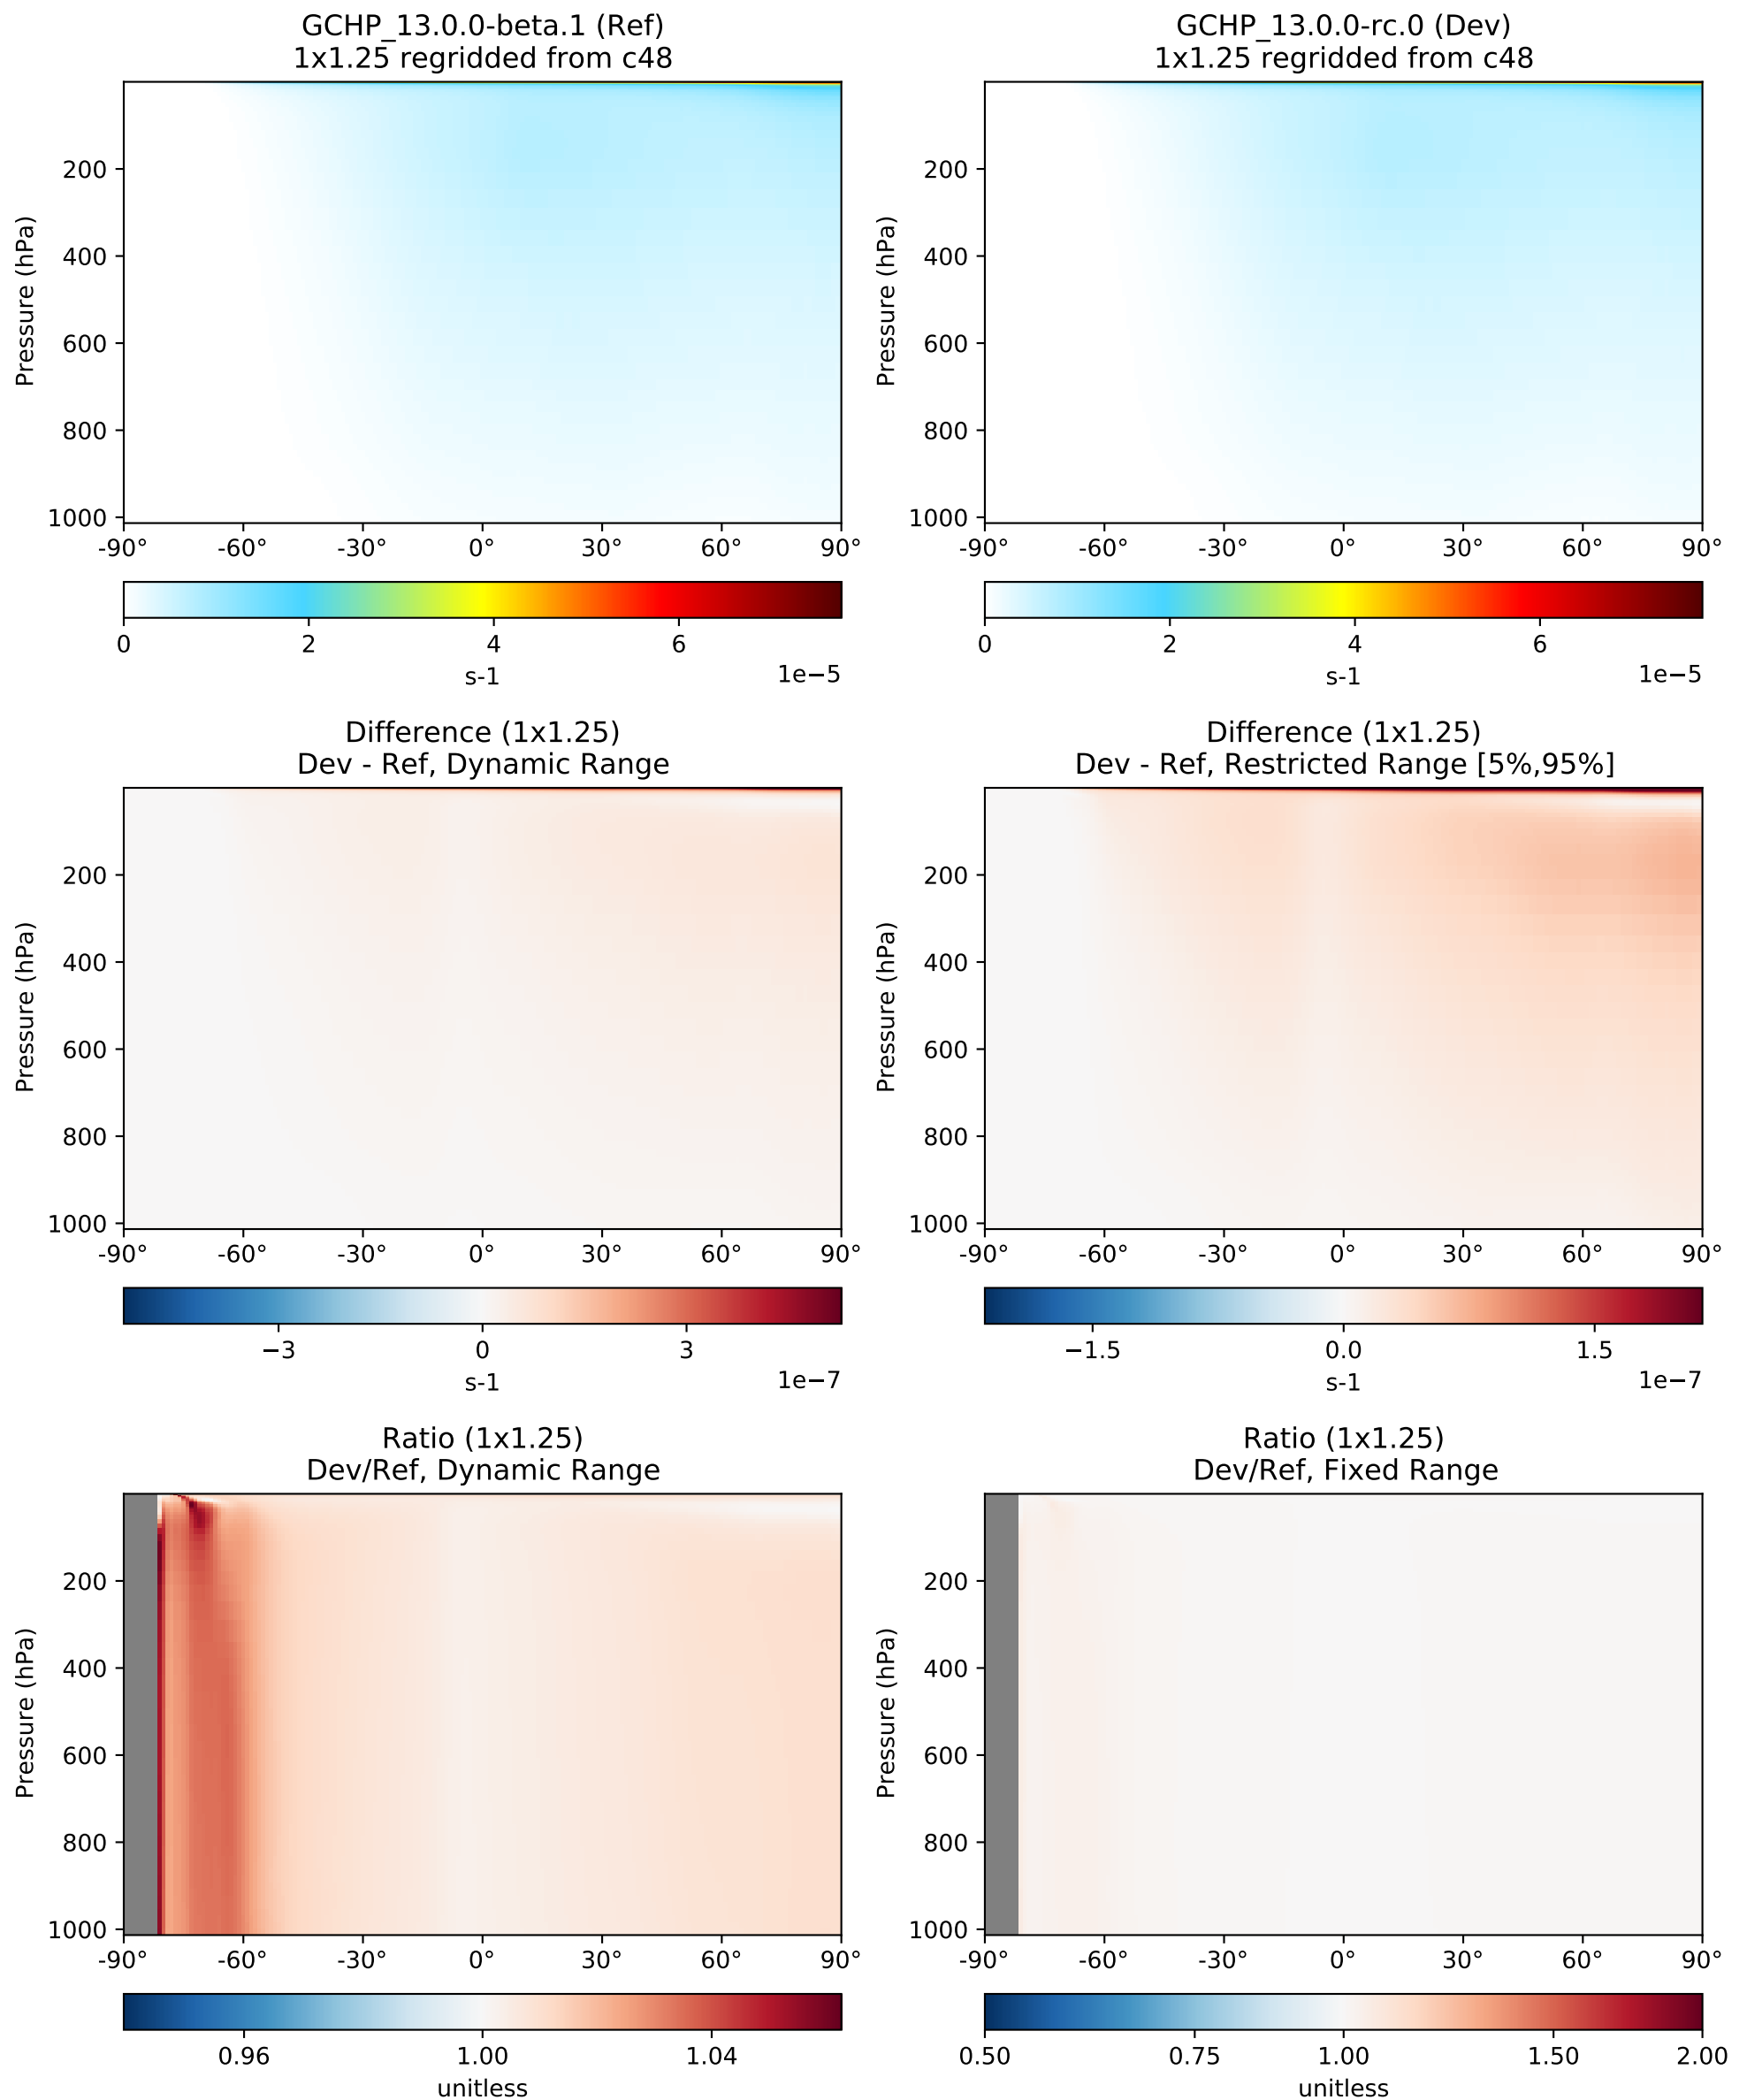 GCHP_13.0.0-beta.1 (Ref)
1x1.25 regridded from c48
Pressure (hPa)
200
400
600
800
1000
-90° -60° -30° 0° 30° 60° 90°
0 2 4 6
s-1
1e−5
GCHP_13.0.0-rc.0 (Dev)
1x1.25 regridded from c48
Pressure (hPa)
200
400
600
800
1000
-90° -60° -30° 0° 30° 60° 90°
0 2 4 6
s-1
1e−5
Difference (1x1.25)
Dev - Ref, Dynamic Range
Pressure (hPa)
200
400
600
800
1000
-90° -60° -30° 0° 30° 60° 90°
−3 0 3
s-1
1e−7
Difference (1x1.25)
Dev - Ref, Restricted Range [5%,95%]
Pressure (hPa)
200
400
600
800
1000
-90° -60° -30° 0° 30° 60° 90°
−1.5 0.0 1.5
s-1
1e−7
Ratio (1x1.25)
Dev/Ref, Dynamic Range
Pressure (hPa)
200
400
600
800
1000
-90° -60° -30° 0° 30° 60° 90°
0.96 1.00 1.04
unitless
Ratio (1x1.25)
Dev/Ref, Fixed Range
Pressure (hPa)
200
400
600
800
1000
-90° -60° -30° 0° 30° 60° 90°
0.50 0.75 1.00 1.50 2.00
unitless